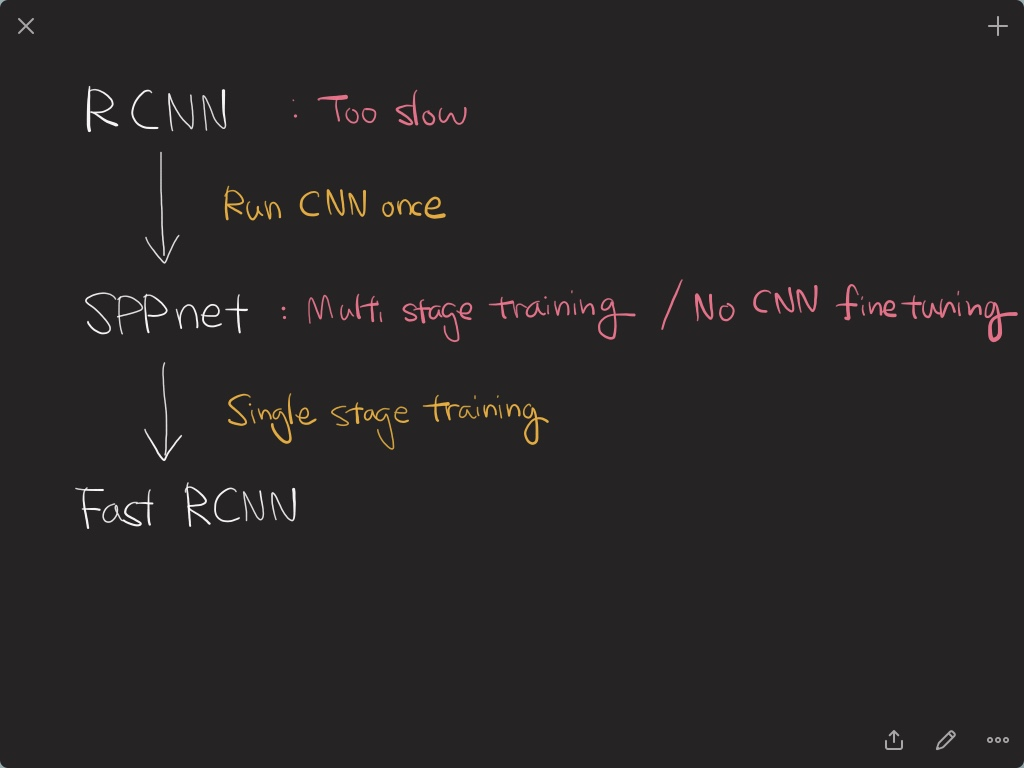 RCNN : Too slow
Run CNN once
SPPnet : Multi stage training / No CNN finetuning
Single stage training
Fast RCNN